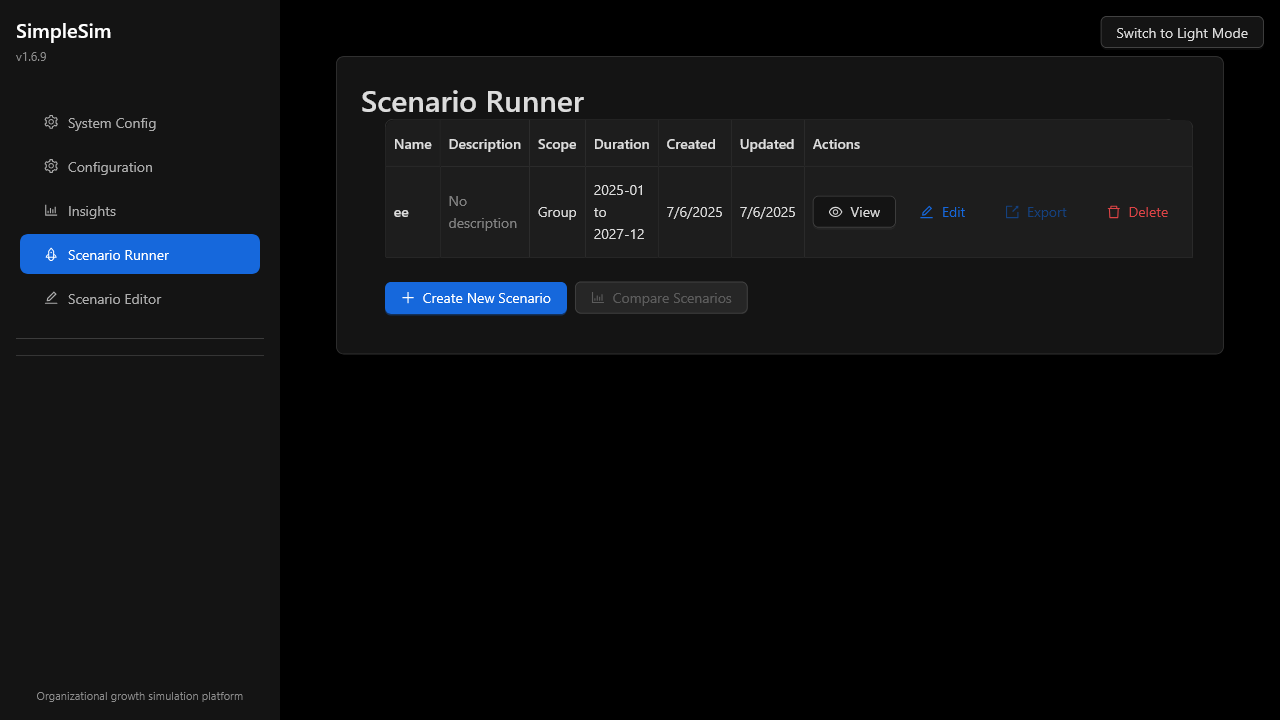 SimpleSim
v1.6.9
System Config
Configuration
Insights
Scenario Runner
Scenario Editor
Organizational growth simulation platform
Switch to Light Mode
Scenario Runner
Name Description Scope Duration Created Updated Actions
ee No description Group 2025-01 to 2027-12 7/6/2025 7/6/2025 View Edit Export Delete
Create New Scenario Compare Scenarios